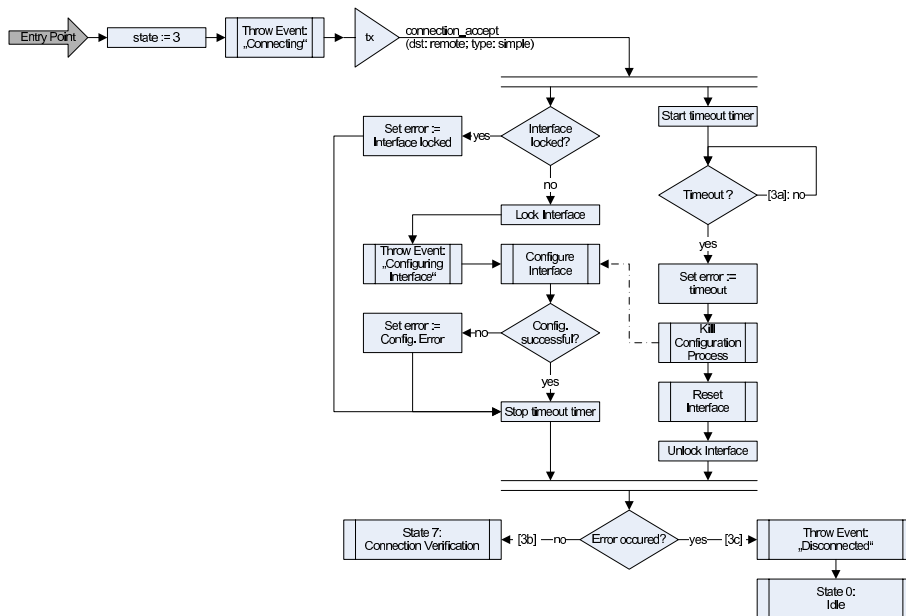 Entry Point
state := 3
Throw Event:
„Connecting“
tx
connection_accept
(dst: remote; type: simple)
Set error :=
Interface locked
yes
Interface
locked?
Start timeout timer
no
Timeout ?
[3a]: no
Lock Interface
yes
Throw Event:
„Configuring
Interface“
Configure
Interface
Set error :=
timeout
Set error :=
Config. Error
no
Config.
successful?
Kill
Configuration
Process
yes
Stop timeout timer
Reset
Interface
Unlock Interface
State 7:
Connection Verification
[3b]
no
Error occured?
yes
[3c]
Throw Event:
„Disconnected“
State 0:
Idle